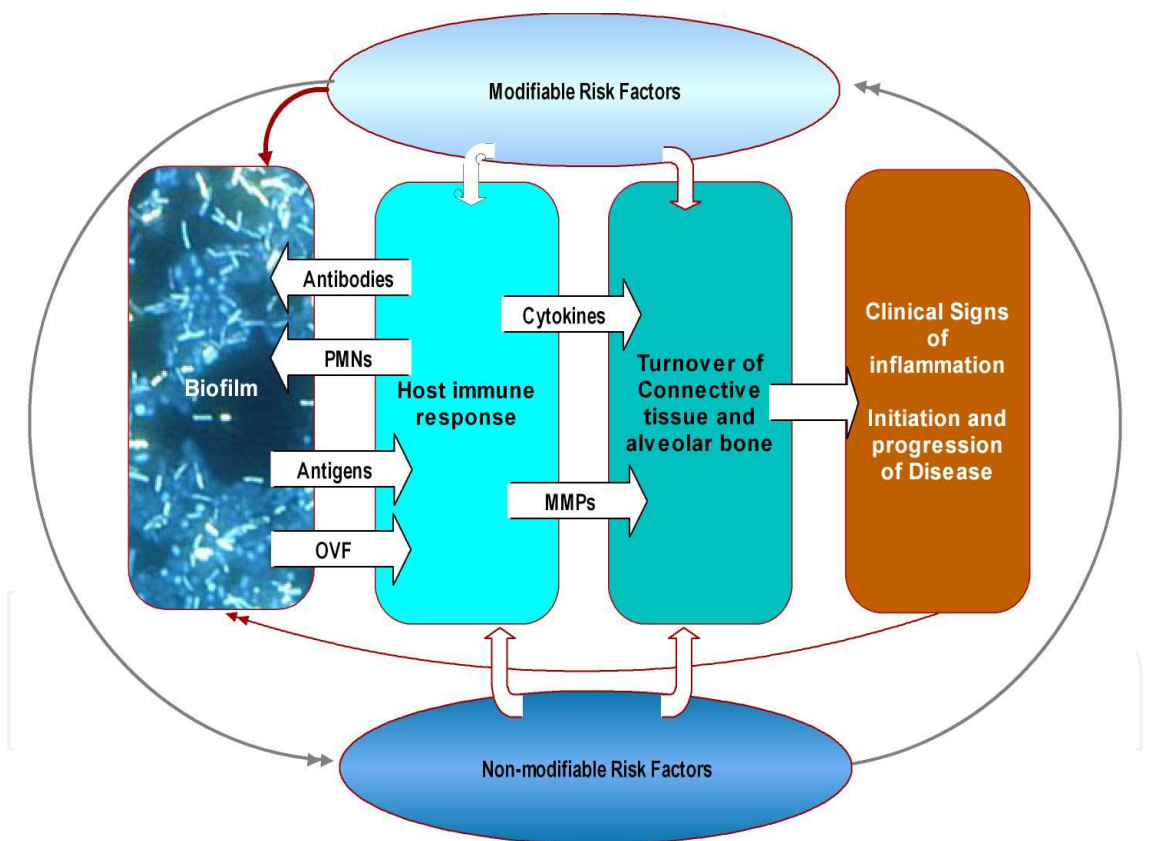 Modifiable Risk Factors
Biofilm
Antibodies
PMNs
Antigens
OVF
Host immune
response
Cytokines
MMPs
Turnover of
Connective
tissue and
alveolar bone
Clinical Signs
of
inflammation
Initiation and
progression
of Disease
Non-modifiable Risk Factors